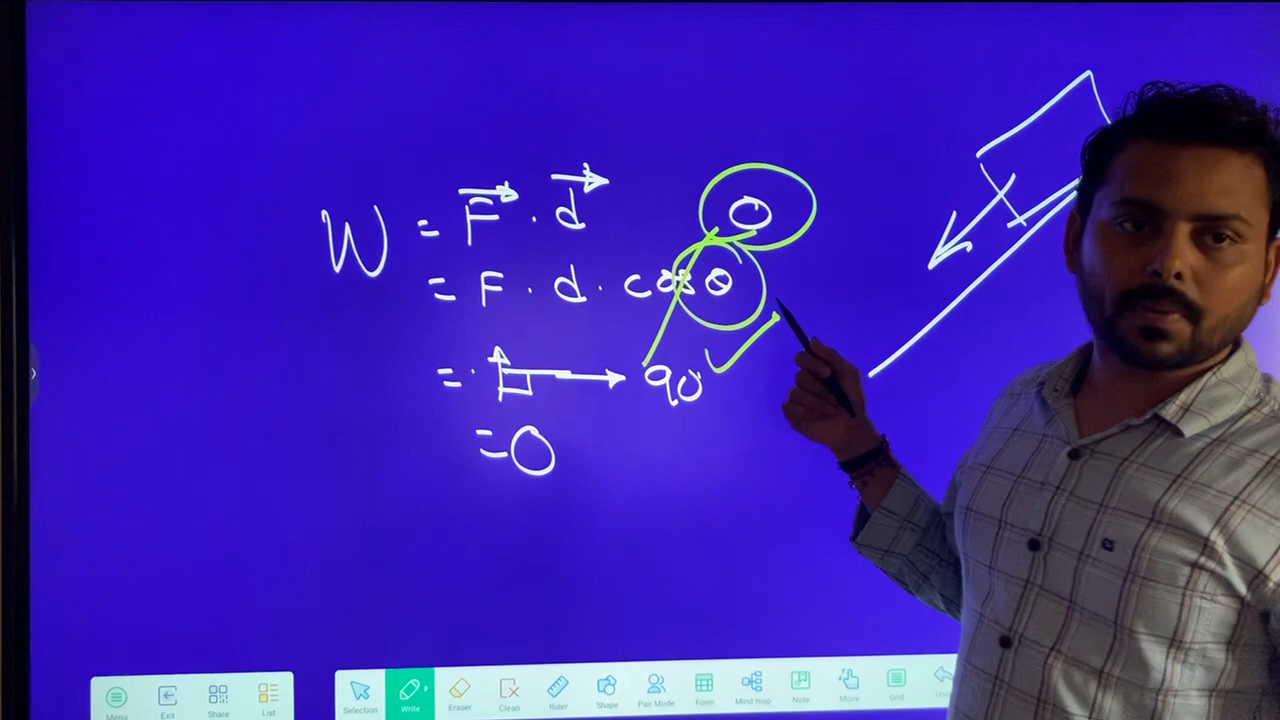 W = F . d
= F . d . cos θ
0
= . 90
= 0
Menu Exit Share List Selection Write Eraser Clean Ruler Shape Pair Mode Form Mind map Note Move Grid